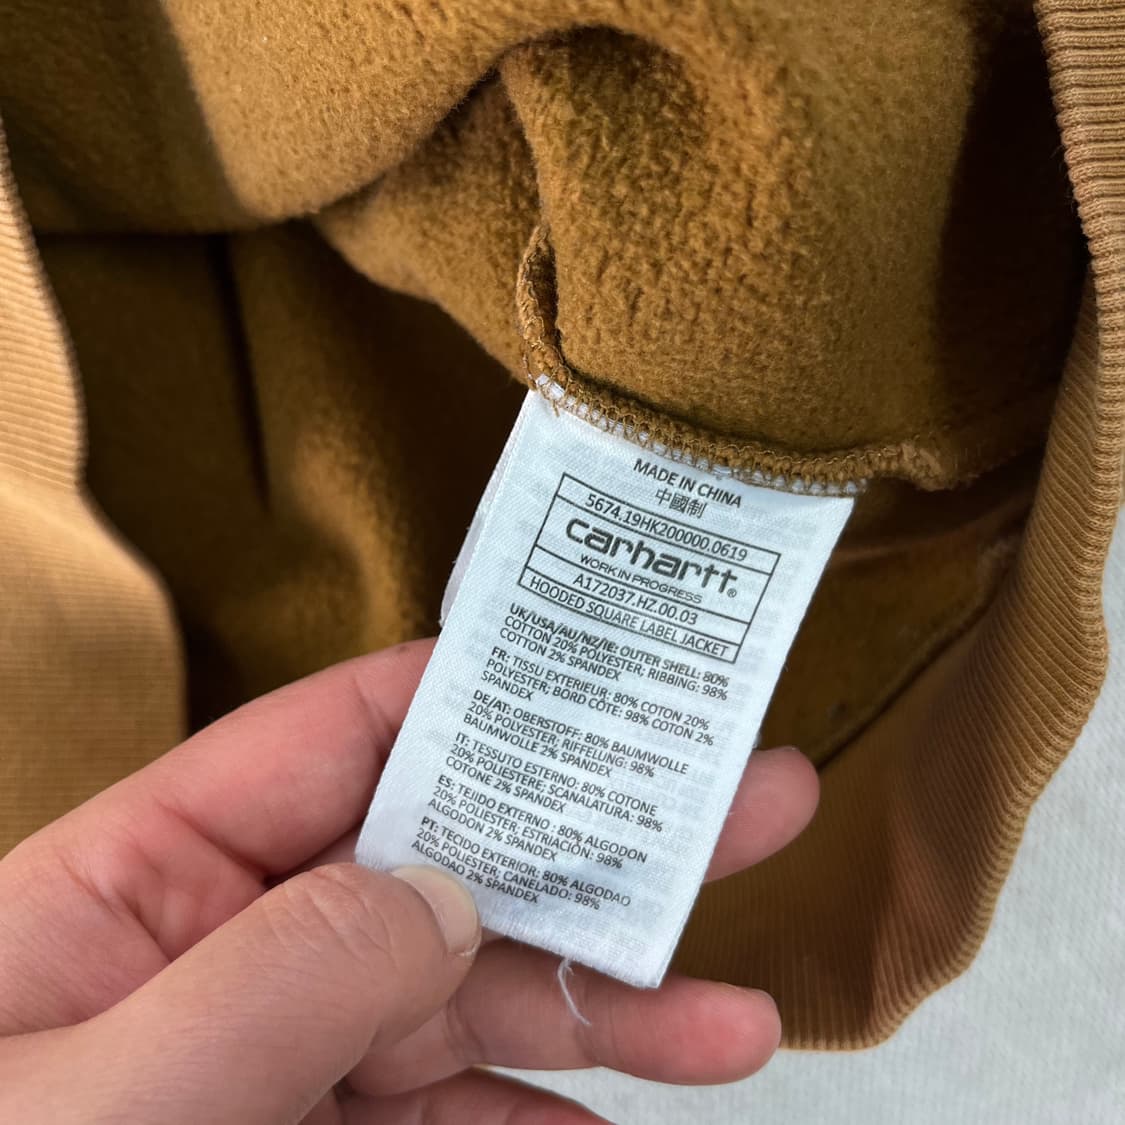 MADE IN CHINA
中國制
5674.19HK200000.0619
carhartt®
WORK IN PROGRESS
A172037.HZ.00.03
HOODED SQUARE LABEL JACKET
UK/USA/AU/NZ/IE: OUTER SHELL: 80%
COTTON 20% POLYESTER; RIBBING: 98%
COTTON 2% SPANDEX
FR: TISSU EXTERIEUR: 80% COTON 20%
POLYESTER; BORD CÔTE: 98% COTON 2%
SPANDEX
DE/AT: OBERSTOFF: 80% BAUMWOLLE
20% POLYESTER; RIFFELUNG: 98%
BAUMWOLLE 2% SPANDEX
IT: TESSUTO ESTERNO: 80% COTONE
20% POLIESTERE; SCANALATURA: 98%
COTONE 2% SPANDEX
ES: TEJIDO EXTERNO : 80% ALGODON
20% POLIESTER; ESTRIACIÓN: 98%
ALGODON 2% SPANDEX
PT: TECIDO EXTERIOR: 80% ALGODAO
20% POLIESTER; CANELADO: 98%
ALGODAO 2% SPANDEX